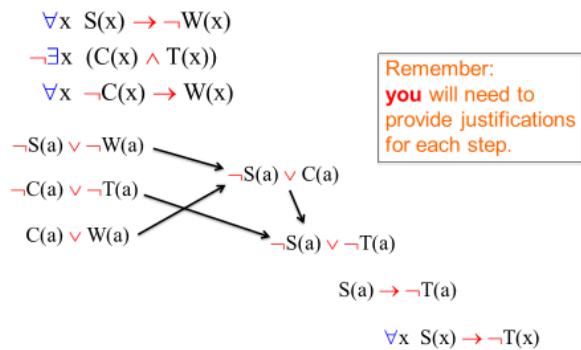 ∀x S(x) → ¬W(x)
¬∃x (C(x) ∧ T(x))
∀x ¬C(x) → W(x)
Remember:
you will need to
provide justifications
for each step.
¬S(a) ∨ ¬W(a)
¬S(a) ∨ C(a)
¬C(a) ∨ ¬T(a)
C(a) ∨ W(a)
¬S(a) ∨ ¬T(a)
S(a) → ¬T(a)
∀x S(x) → ¬T(x)